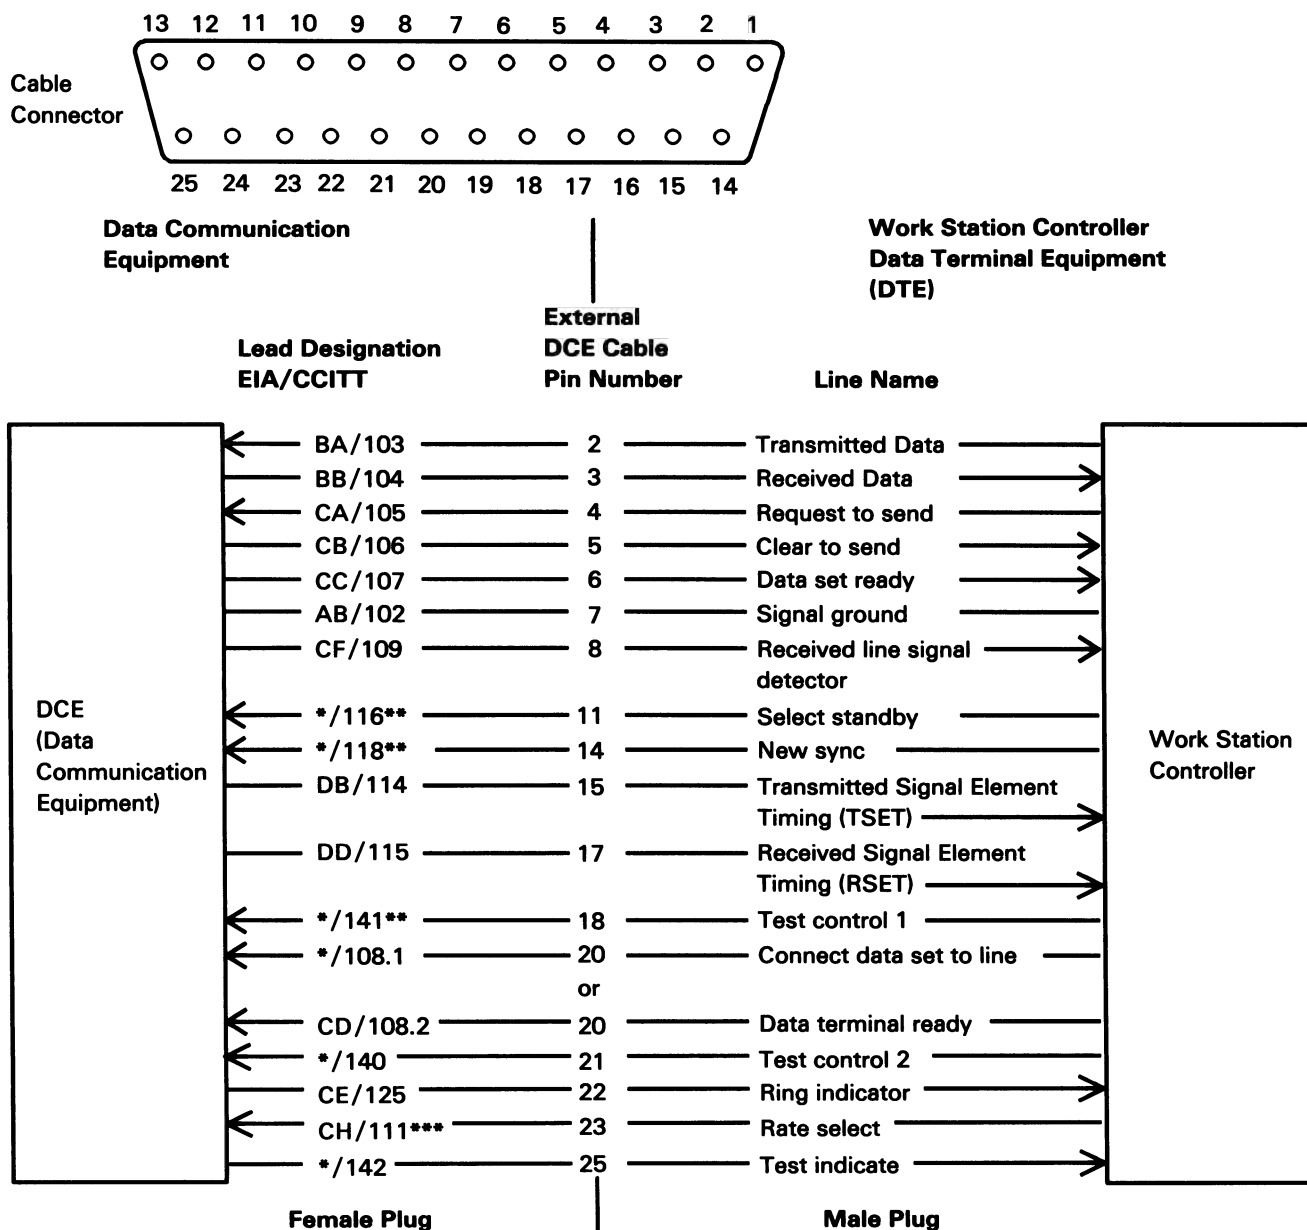 13 12 11 10 9 8 7 6 5 4 3 2 1
Cable
Connector
25 24 23 22 21 20 19 18 17 16 15 14
Data Communication
Equipment
Work Station Controller
Data Terminal Equipment
(DTE)
Lead Designation
EIA/CCITT
External
DCE Cable
Pin Number
Line Name
BA/103 2 Transmitted Data
BB/104 3 Received Data
CA/105 4 Request to send
CB/106 5 Clear to send
CC/107 6 Data set ready
AB/102 7 Signal ground
CF/109 8 Received line signal
detector
*/116** 11 Select standby
*/118** 14 New sync
DB/114 15 Transmitted Signal Element
Timing (TSET)
DD/115 17 Received Signal Element
Timing (RSET)
*/141** 18 Test control 1
*/108.1 20 Connect data set to line
or
CD/108.2 20 Data terminal ready
*/140 21 Test control 2
CE/125 22 Ring indicator
CH/111*** 23 Rate select
*/142 25 Test indicate
DCE
(Data
Communication
Equipment)
Work Station
Controller
Female Plug
Male Plug